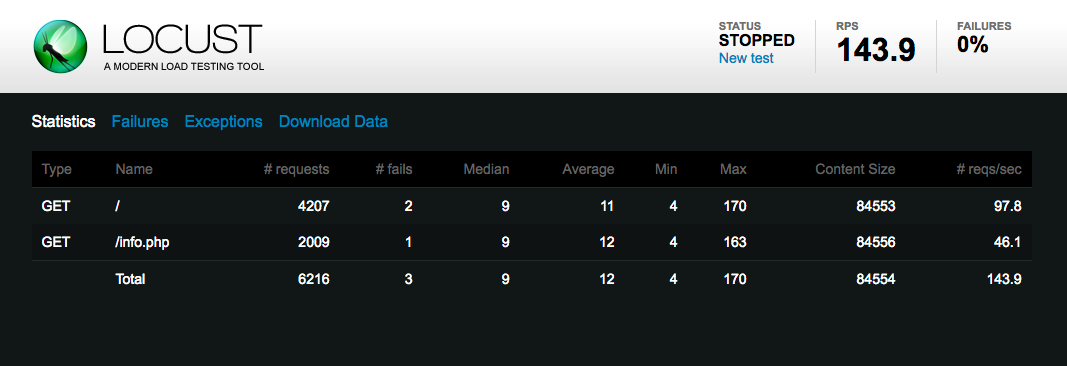 LOCUST
A MODERN LOAD TESTING TOOL
STATUS
STOPPED
New test
RPS
143.9
FAILURES
0%
Statistics Failures Exceptions Download Data
Type Name # requests # fails Median Average Min Max Content Size # reqs/sec
GET / 4207 2 9 11 4 170 84553 97.8
GET /info.php 2009 1 9 12 4 163 84556 46.1
Total 6216 3 9 12 4 170 84554 143.9